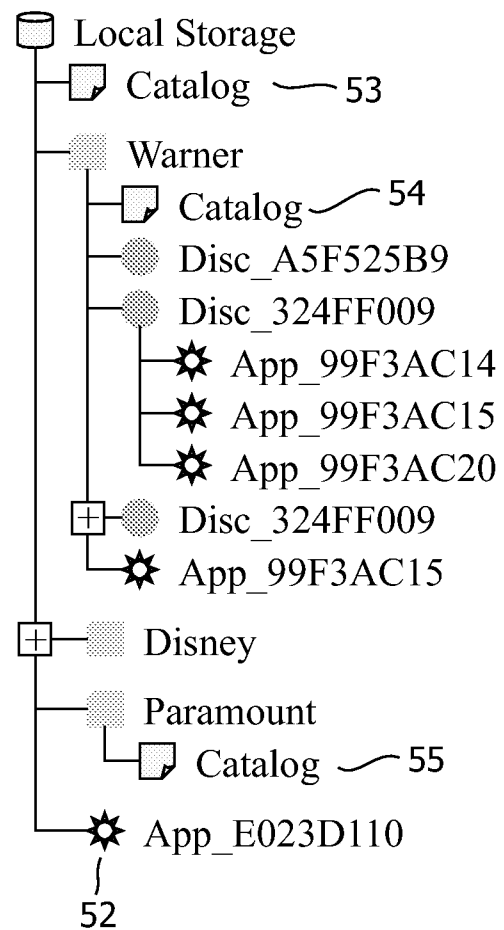 Local Storage
Catalog 53
Warner
Catalog 54
Disc_A5F525B9
Disc_324FF009
App_99F3AC14
App_99F3AC15
App_99F3AC20
Disc_324FF009
App_99F3AC15
Disney
Paramount
Catalog 55
App_E023D110
52